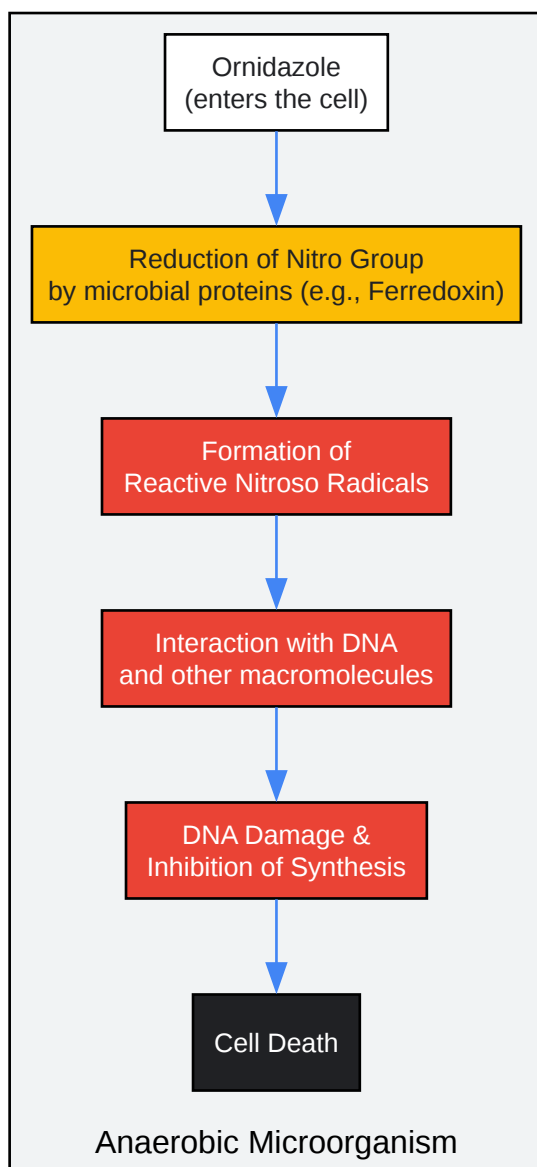 Ornidazole
(enters the cell)
Reduction of Nitro Group
by microbial proteins (e.g., Ferredoxin)
Formation of
Reactive Nitroso Radicals
Interaction with DNA
and other macromolecules
DNA Damage &
Inhibition of Synthesis
Cell Death
Anaerobic Microorganism